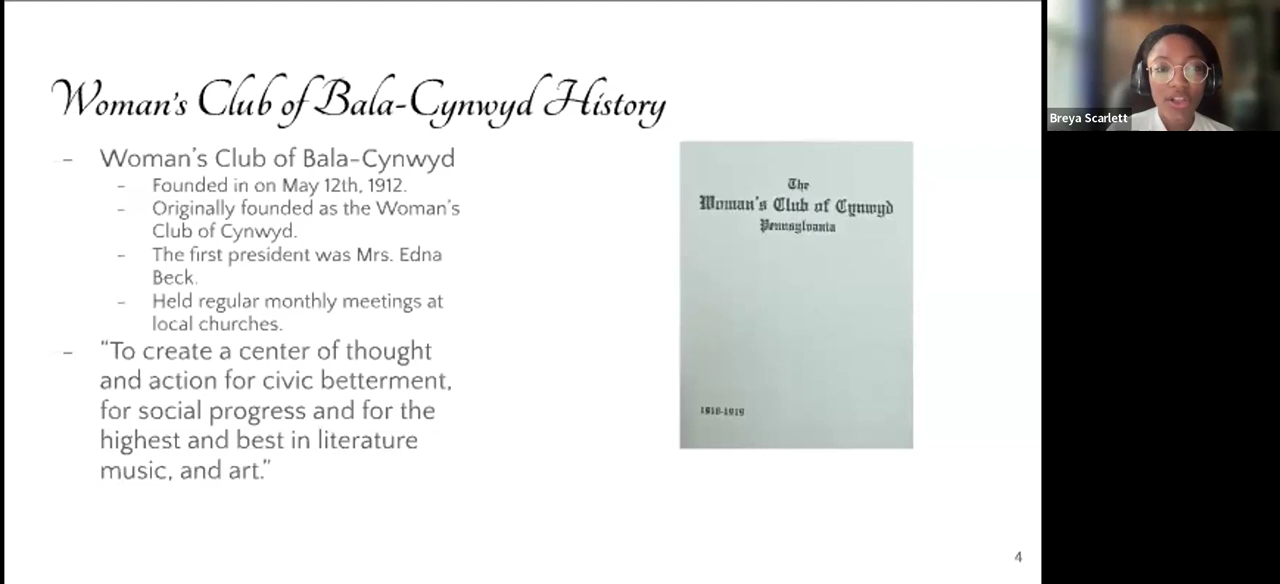 Woman's Club of Bala-Cynwyd History
- Woman's Club of Bala-Cynwyd
- Founded in on May 12th, 1912.
- Originally founded as the Woman's
Club of Cynwyd.
- The first president was Mrs. Edna
Beck.
- Held regular monthly meetings at
local churches.
- "To create a center of thought
and action for civic betterment,
for social progress and for the
highest and best in literature
music, and art."
The
Woman's Club of Cynwyd
Pennsylvania
1918-1919
4
Breya Scarlett